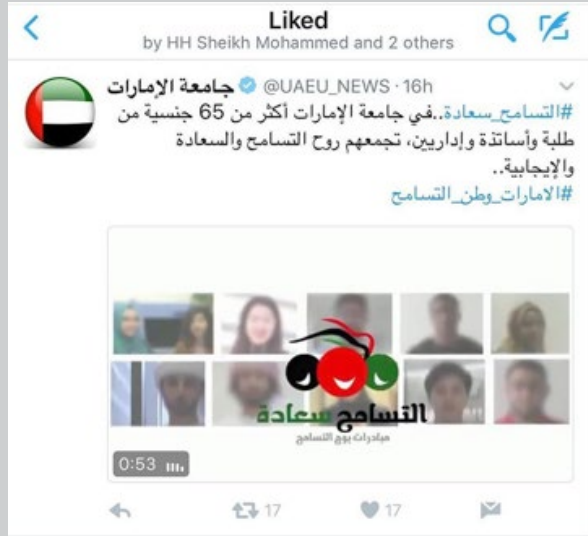 Liked
by HH Sheikh Mohammed and 2 others
جامعة الإمارات @UAEU_NEWS · 16h
#التسامح_سعادة..في جامعة الإمارات أكثر من 65 جنسية من
طلبة وأساتذة وإداريين، تجمعهم روح التسامح والسعادة
والإيجابية..
#الامارات_وطن_التسامح
التسامح سعادة
مبادرات يوم التسامح
0:53
17
17